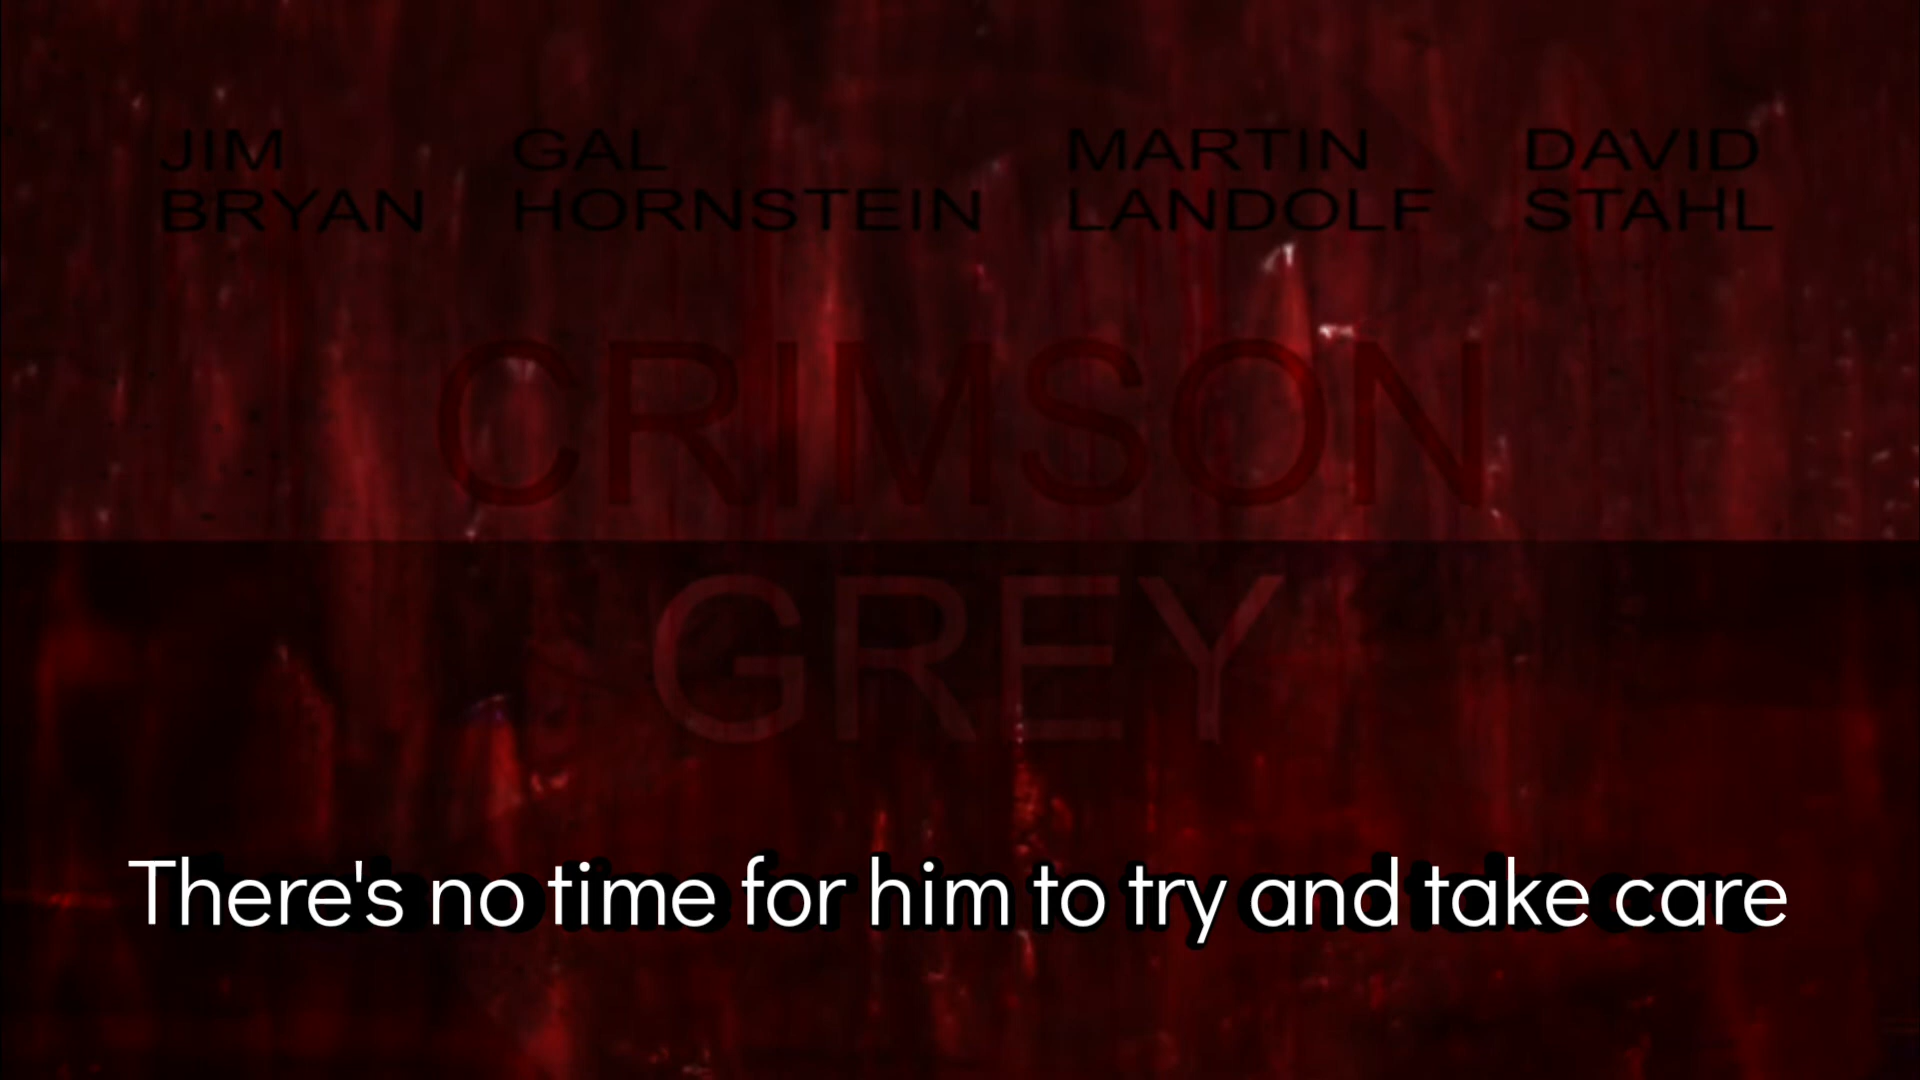 JIM GAL MARTIN DAVID
BRYAN HORNSTEIN LANDOLF STAHL
CRIMSON
GREY
There's no time for him to try and take care